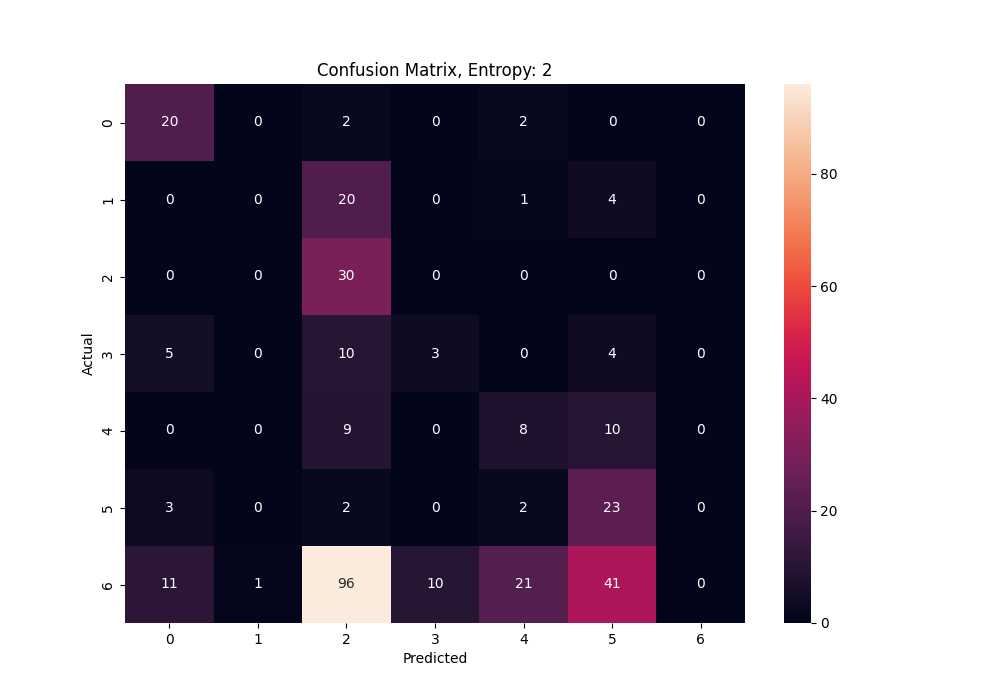 Confusion Matrix, Entropy: 2
0 20 0 2 0 2 0 0
1 0 0 20 0 1 4 0
2 0 0 30 0 0 0 0
3 5 0 10 3 0 4 0
4 0 0 9 0 8 10 0
5 3 0 2 0 2 23 0
6 11 1 96 10 21 41 0
0 1 2 3 4 5 6
Predicted
Actual
80
60
40
20
0